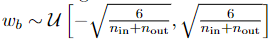 w_b ∼ 𝒰 [−√(6/(n_in+n_out)), √(6/(n_in+n_out))]